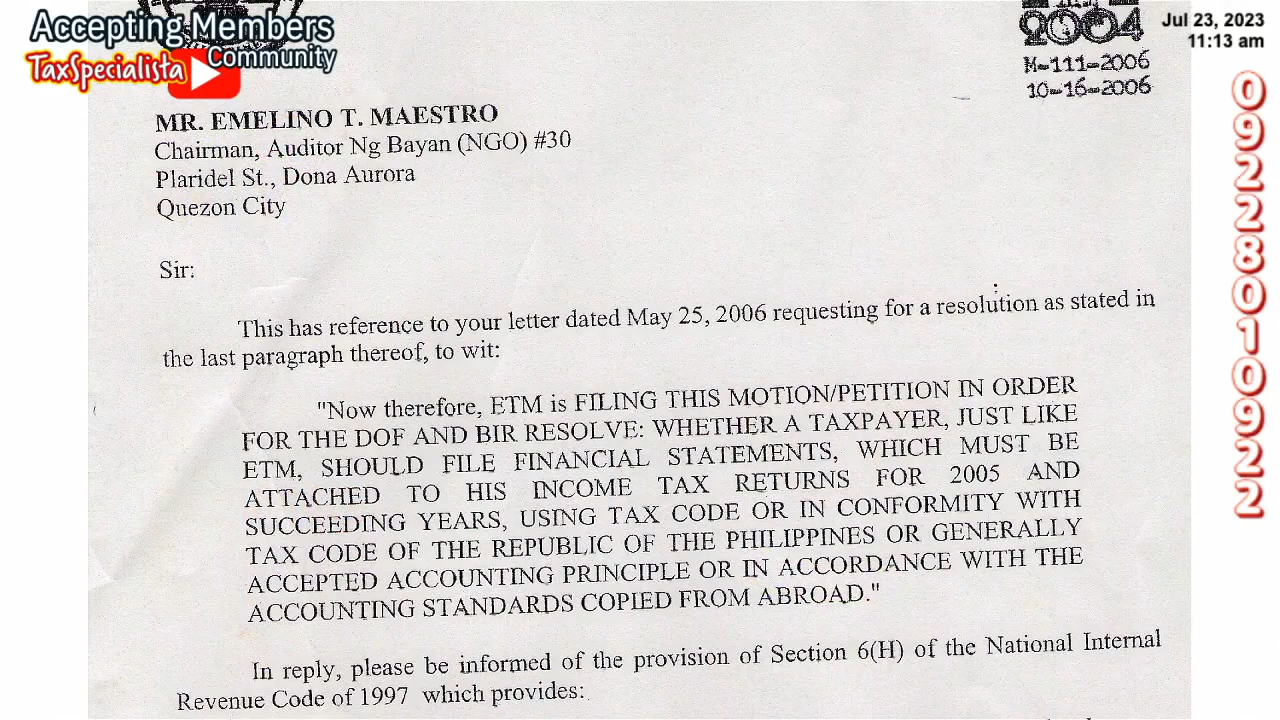 Accepting Members
Community
TaxSpecialista
2004
M-111-2006
10-16-2006
Jul 23, 2023
11:13 am
MR. EMELINO T. MAESTRO
Chairman, Auditor Ng Bayan (NGO) #30
Plaridel St., Dona Aurora
Quezon City
Sir:
This has reference to your letter dated May 25, 2006 requesting for a resolution as stated in
the last paragraph thereof, to wit:
"Now therefore, ETM is FILING THIS MOTION/PETITION IN ORDER
FOR THE DOF AND BIR RESOLVE: WHETHER A TAXPAYER, JUST LIKE
ETM, SHOULD FILE FINANCIAL STATEMENTS, WHICH MUST BE
ATTACHED TO HIS INCOME TAX RETURNS FOR 2005 AND
SUCCEEDING YEARS, USING TAX CODE OR IN CONFORMITY WITH
TAX CODE OF THE REPUBLIC OF THE PHILIPPINES OR GENERALLY
ACCEPTED ACCOUNTING PRINCIPLE OR IN ACCORDANCE WITH THE
ACCOUNTING STANDARDS COPIED FROM ABROAD."
In reply, please be informed of the provision of Section 6(H) of the National Internal
Revenue Code of 1997 which provides:
09228010922